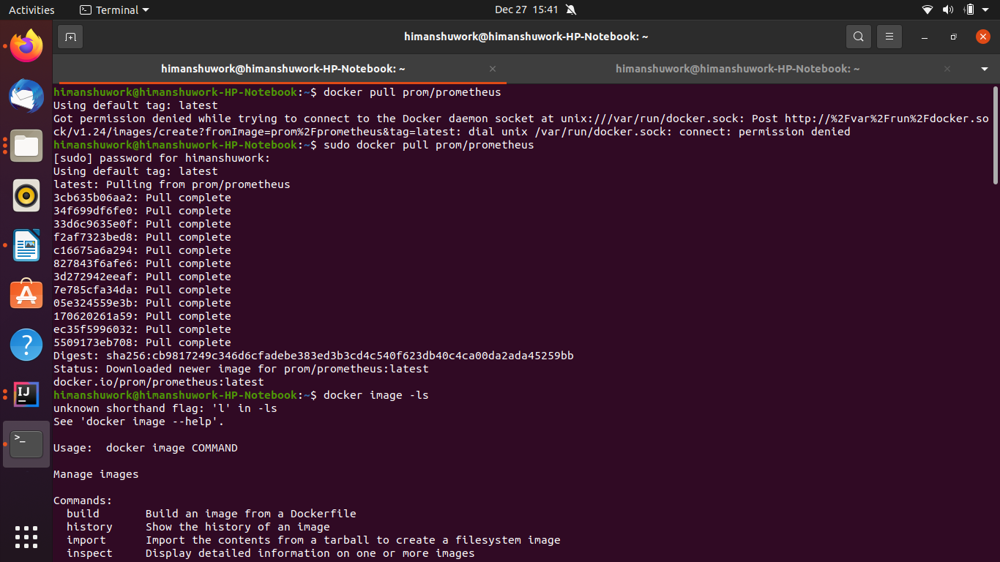 Activities
Terminal
Dec 27 15:41
himanshuwork@himanshuwork-HP-Notebook: ~
himanshuwork@himanshuwork-HP-Notebook: ~
himanshuwork@himanshuwork-HP-Notebook: ~
himanshuwork@himanshuwork-HP-Notebook:~$ docker pull prom/prometheus
Using default tag: latest
Got permission denied while trying to connect to the Docker daemon socket at unix:///var/run/docker.sock: Post http://%2Fvar%2Frun%2Fdocker.so
ck/v1.24/images/create?fromImage=prom%2Fprometheus&tag=latest: dial unix /var/run/docker.sock: connect: permission denied
himanshuwork@himanshuwork-HP-Notebook:~$ sudo docker pull prom/prometheus
[sudo] password for himanshuwork:
Using default tag: latest
latest: Pulling from prom/prometheus
3cb635b06aa2: Pull complete
34f699df6fe0: Pull complete
33d6c9635e0f: Pull complete
f2af7323bed8: Pull complete
c16675a6a294: Pull complete
827843f6afe6: Pull complete
3d272942eeaf: Pull complete
7e785cfa34da: Pull complete
05e324559e3b: Pull complete
170620261a59: Pull complete
ec35f5996032: Pull complete
5509173eb708: Pull complete
Digest: sha256:cb9817249c346d6cfadebe383ed3b3cd4c540f623db40c4ca00da2ada45259bb
Status: Downloaded newer image for prom/prometheus:latest
docker.io/prom/prometheus:latest
himanshuwork@himanshuwork-HP-Notebook:~$ docker image -ls
unknown shorthand flag: 'l' in -ls
See 'docker image --help'.
Usage:  docker image COMMAND
Manage images
Commands:
  build       Build an image from a Dockerfile
  history     Show the history of an image
  import      Import the contents from a tarball to create a filesystem image
  inspect     Display detailed information on one or more images
IJ